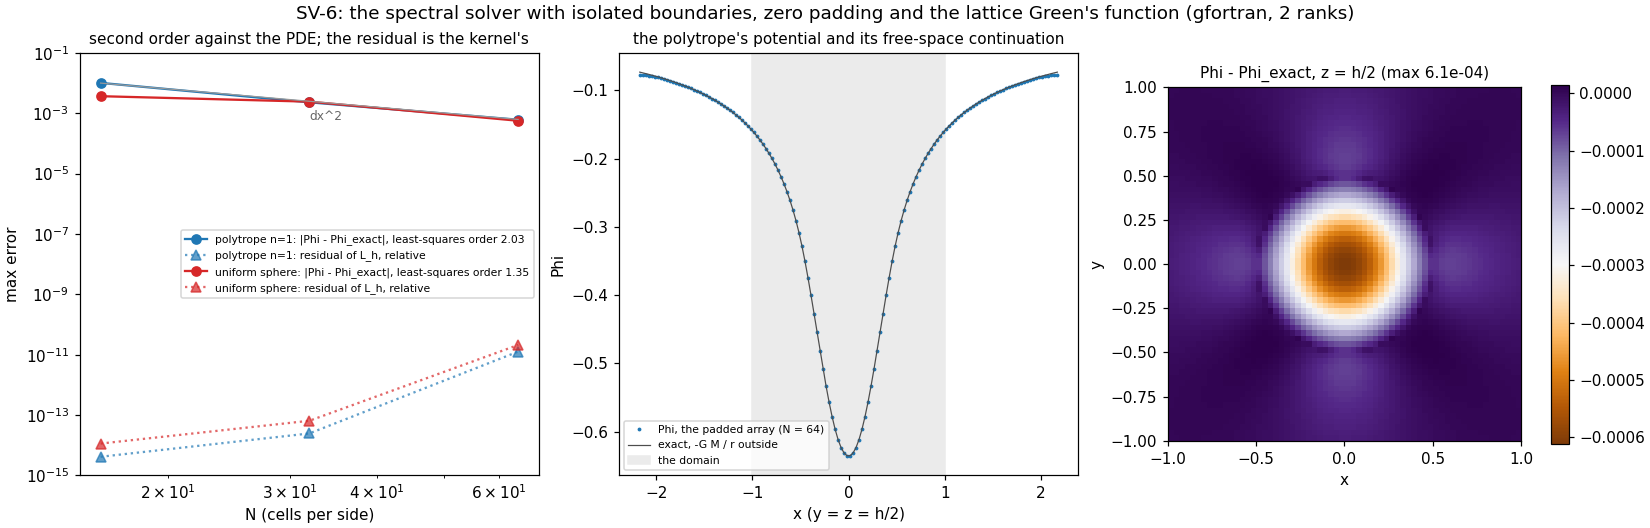 SV-6: the spectral solver with isolated boundaries, zero padding and the lattice Green's function (gfortran, 2 ranks)
second order against the PDE; the residual is the kernel's
10^-1
10^-3
10^-5
10^-7
10^-9
10^-11
10^-13
10^-15
max error
dx^2
polytrope n=1: |Phi - Phi_exact|, least-squares order 2.03
polytrope n=1: residual of L_h, relative
uniform sphere: |Phi - Phi_exact|, least-squares order 1.35
uniform sphere: residual of L_h, relative
2 × 10^1
3 × 10^1
4 × 10^1
6 × 10^1
N (cells per side)
the polytrope's potential and its free-space continuation
−0.1
−0.2
−0.3
−0.4
−0.5
−0.6
Phi
Phi, the padded array (N = 64)
exact, -G M / r outside
the domain
−2
−1
0
1
2
x (y = z = h/2)
Phi - Phi_exact, z = h/2 (max 6.1e-04)
1.00
0.75
0.50
0.25
0.00
−0.25
−0.50
−0.75
−1.00
y
−1.0
−0.5
0.0
0.5
1.0
x
0.0000
−0.0001
−0.0002
−0.0003
−0.0004
−0.0005
−0.0006